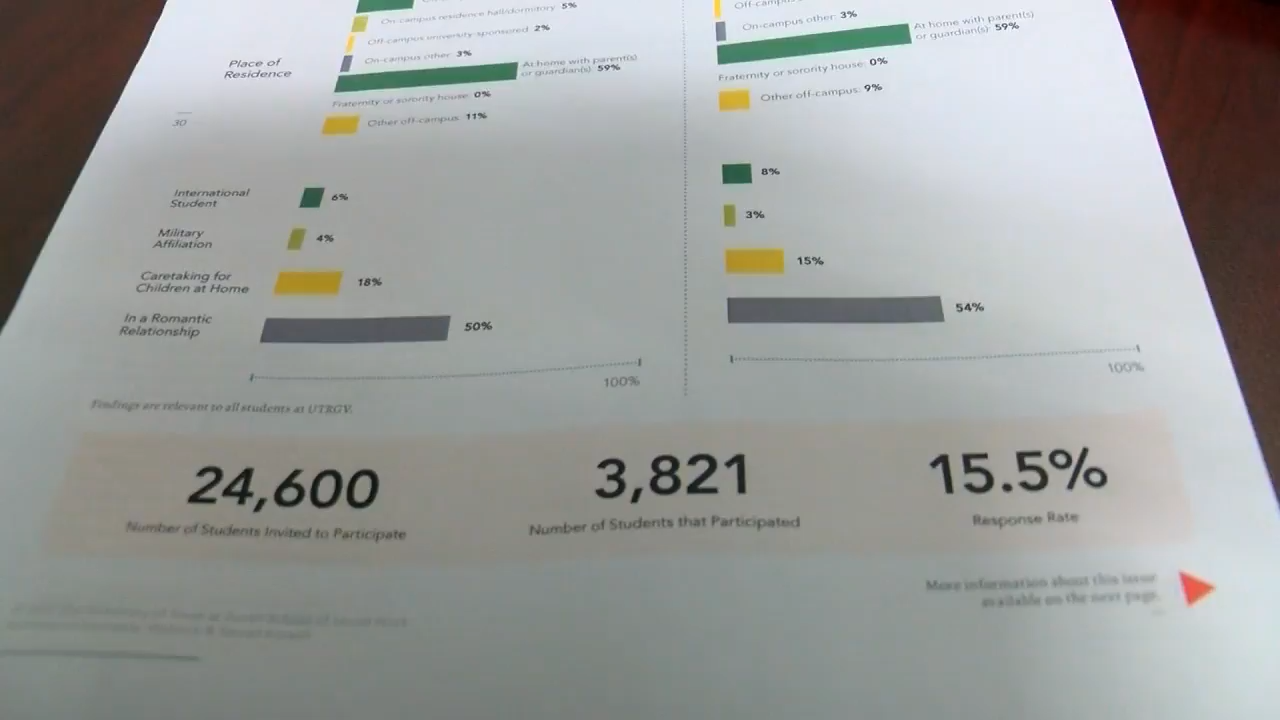 On-campus residence hall/dormitory: 5%
Off-campus university-sponsored: 2%
On-campus other: 3%
Place of
Residence
At home with parent(s)
or guardian(s): 59%
Fraternity or sorority house: 0%
30
Other off-campus: 11%
Off-campus
On-campus other: 3%
At home with parent(s)
or guardian(s): 59%
Fraternity or sorority house: 0%
Other off-campus: 9%
International
Student
6%
8%
Military
Affiliation
4%
3%
Caretaking for
Children at Home
18%
15%
In a Romantic
Relationship
50%
54%
100%
100%
Findings are relevant to all students at UTRGV.
24,600
Number of Students Invited to Participate
3,821
Number of Students that Participated
15.5%
Response Rate
More information about this issue
available on the next page.